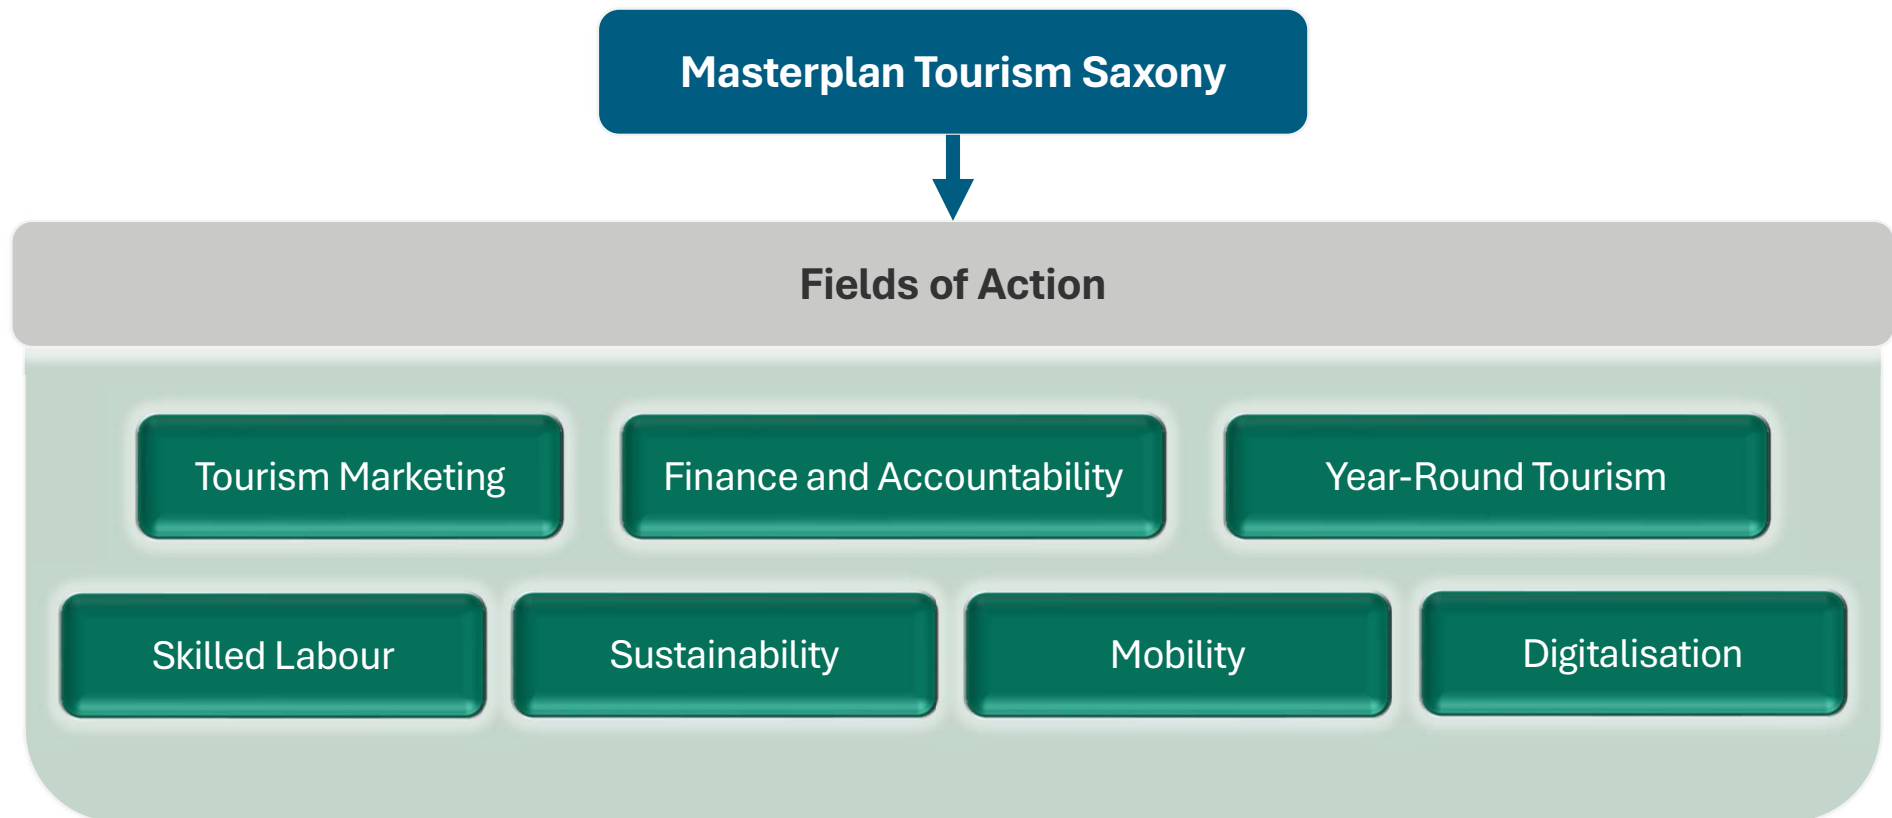 Masterplan Tourism Saxony
Fields of Action
Tourism Marketing
Finance and Accountability
Year-Round Tourism
Skilled Labour
Sustainability
Mobility
Digitalisation